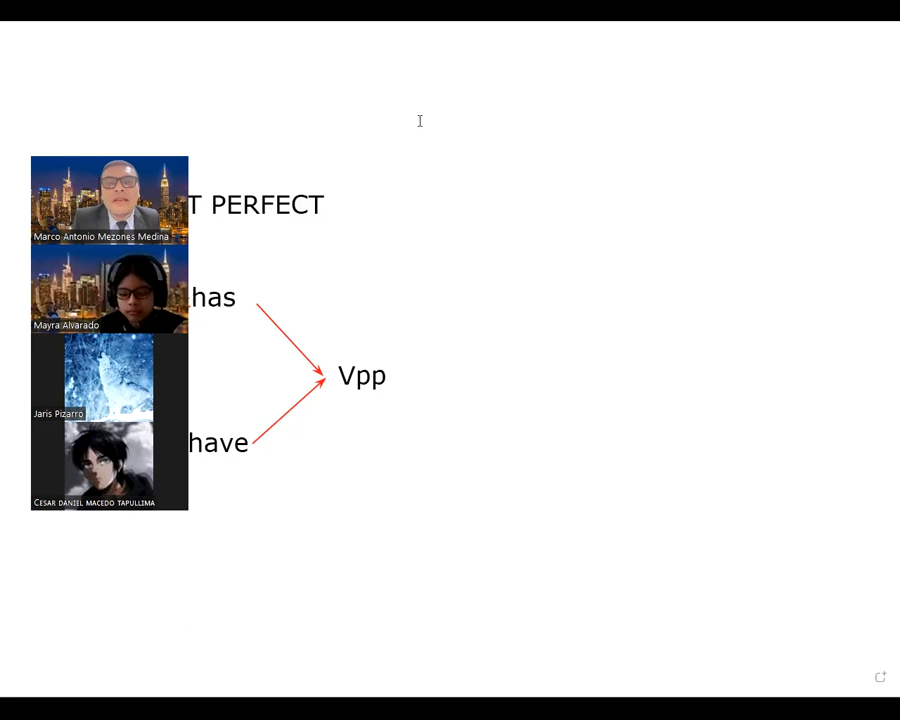 T PERFECT
has
Vpp
have
Marco Antonio Mezones Medina
Mayra Alvarado
Jaris Pizarro
CESAR DANIEL MACEDO TAPULLIMA